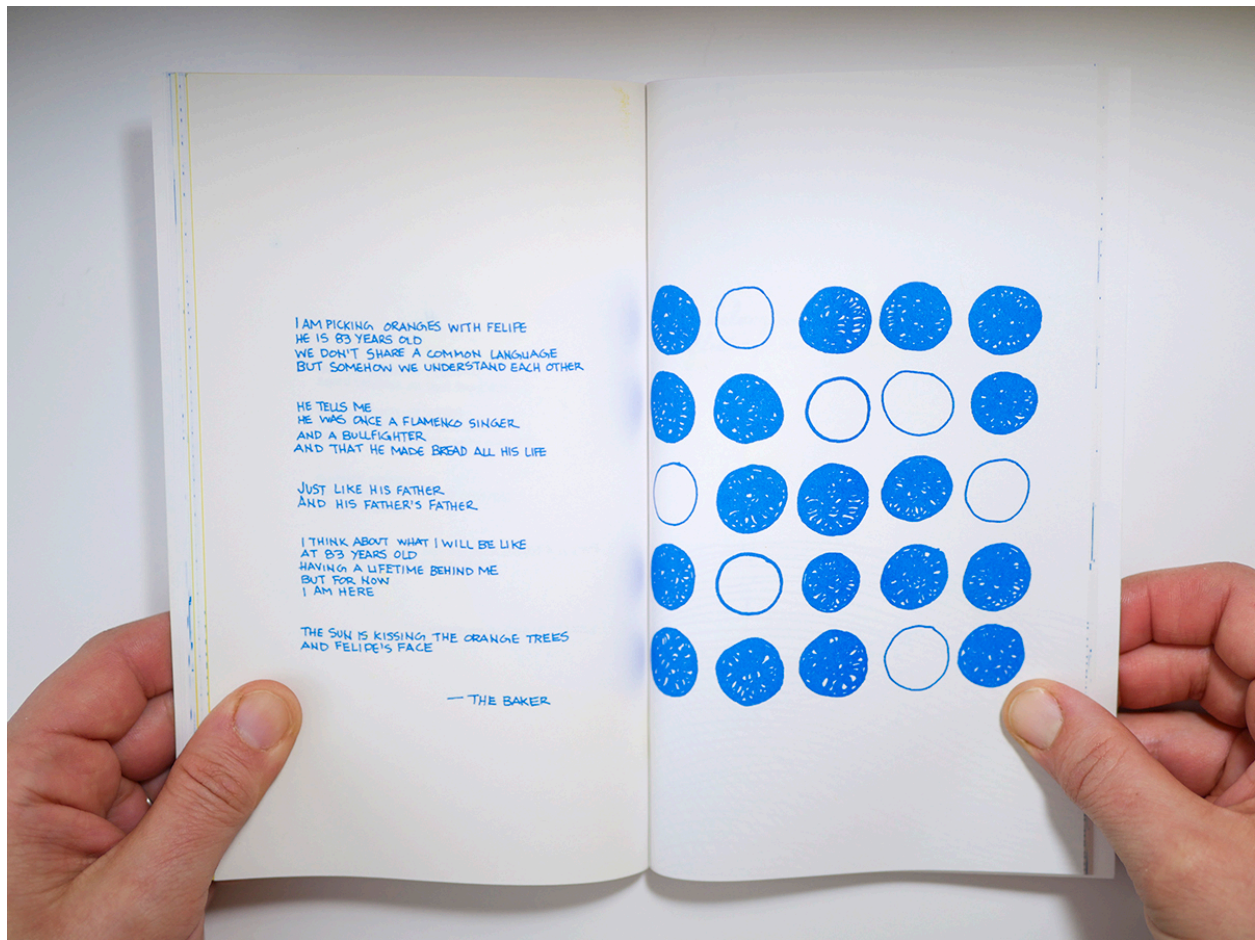 I AM PICKING ORANGES WITH FELIPE
HE IS 83 YEARS OLD
WE DON'T SHARE A COMMON LANGUAGE
BUT SOMEHOW WE UNDERSTAND EACH OTHER
HE TELLS ME
HE WAS ONCE A FLAMENCO SINGER
AND A BULLFIGHTER
AND THAT HE MADE BREAD ALL HIS LIFE
JUST LIKE HIS FATHER
AND HIS FATHER'S FATHER
I THINK ABOUT WHAT I WILL BE LIKE
AT 83 YEARS OLD
HAVING A LIFETIME BEHIND ME
BUT FOR NOW
I AM HERE
THE SUN IS KISSING THE ORANGE TREES
AND FELIPE'S FACE
— THE BAKER